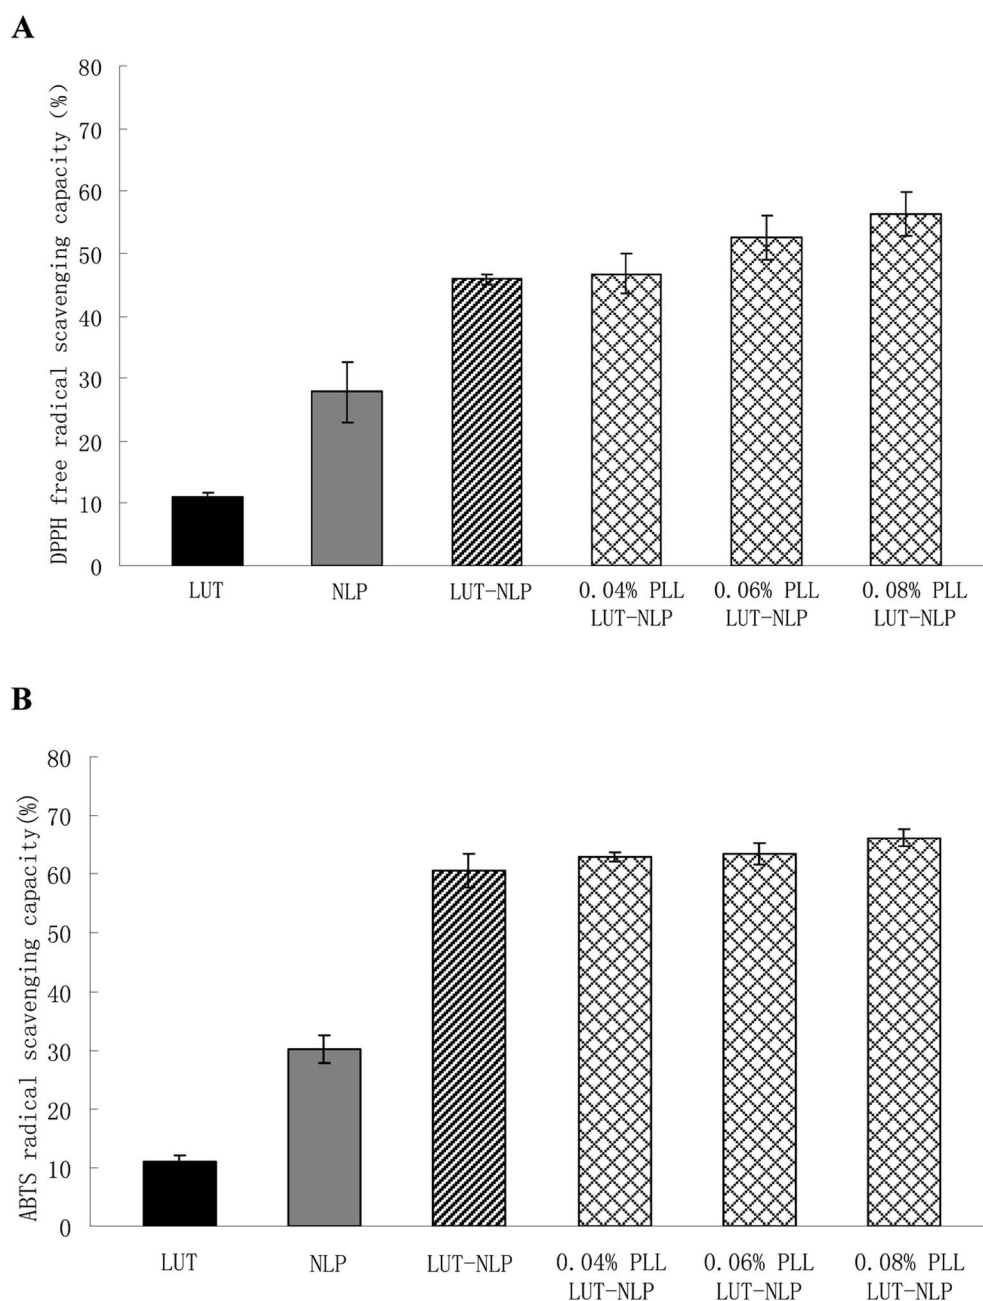 A
DPPH free radical scavenging capacity(%)
80
70
60
50
40
30
20
10
0
LUT NLP LUT-NLP 0.04% PLL 0.06% PLL 0.08% PLL
LUT-NLP LUT-NLP LUT-NLP
B
ABTS radical scavenging capacity(%)
80
70
60
50
40
30
20
10
0
LUT NLP LUT-NLP 0.04% PLL 0.06% PLL 0.08% PLL
LUT-NLP LUT-NLP LUT-NLP